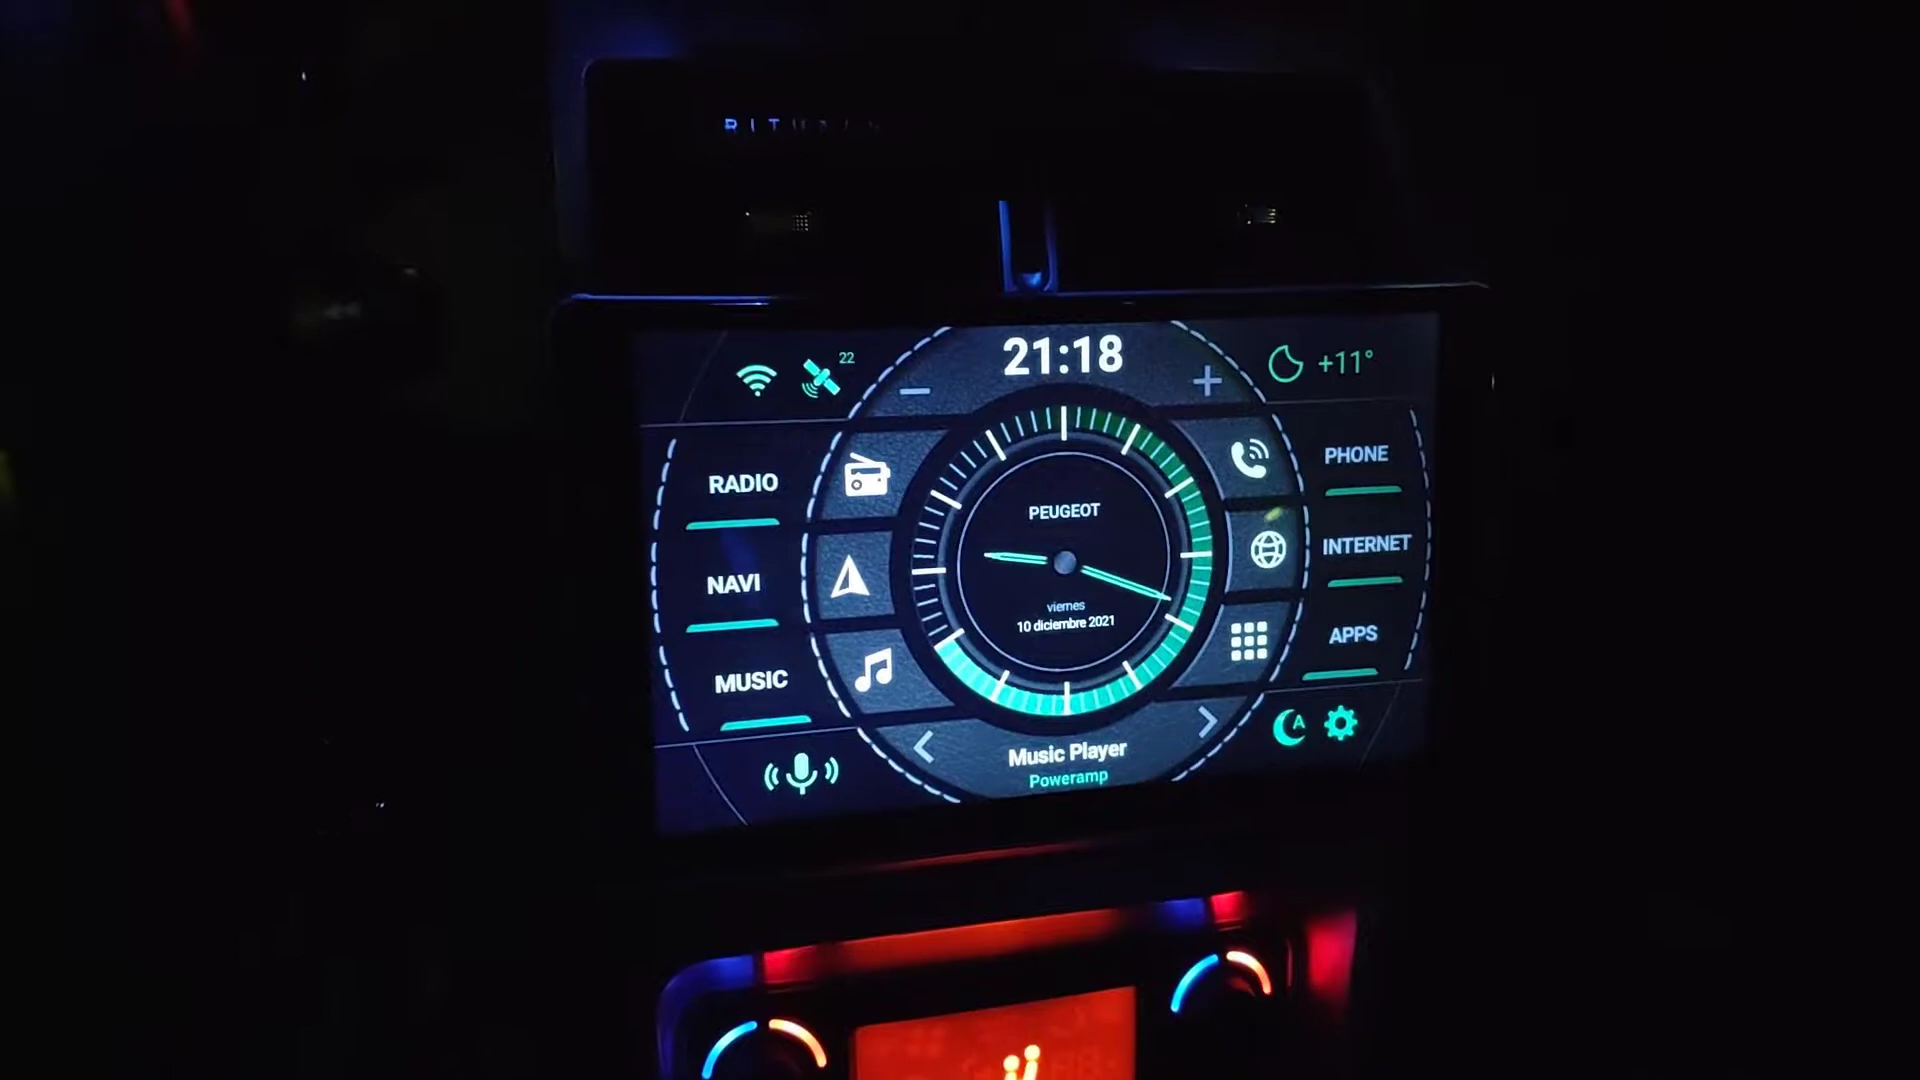 22
21:18
+11°
−
+
RADIO
NAVI
MUSIC
PEUGEOT
viernes
10 diciembre 2021
PHONE
INTERNET
APPS
A
Music Player
Poweramp